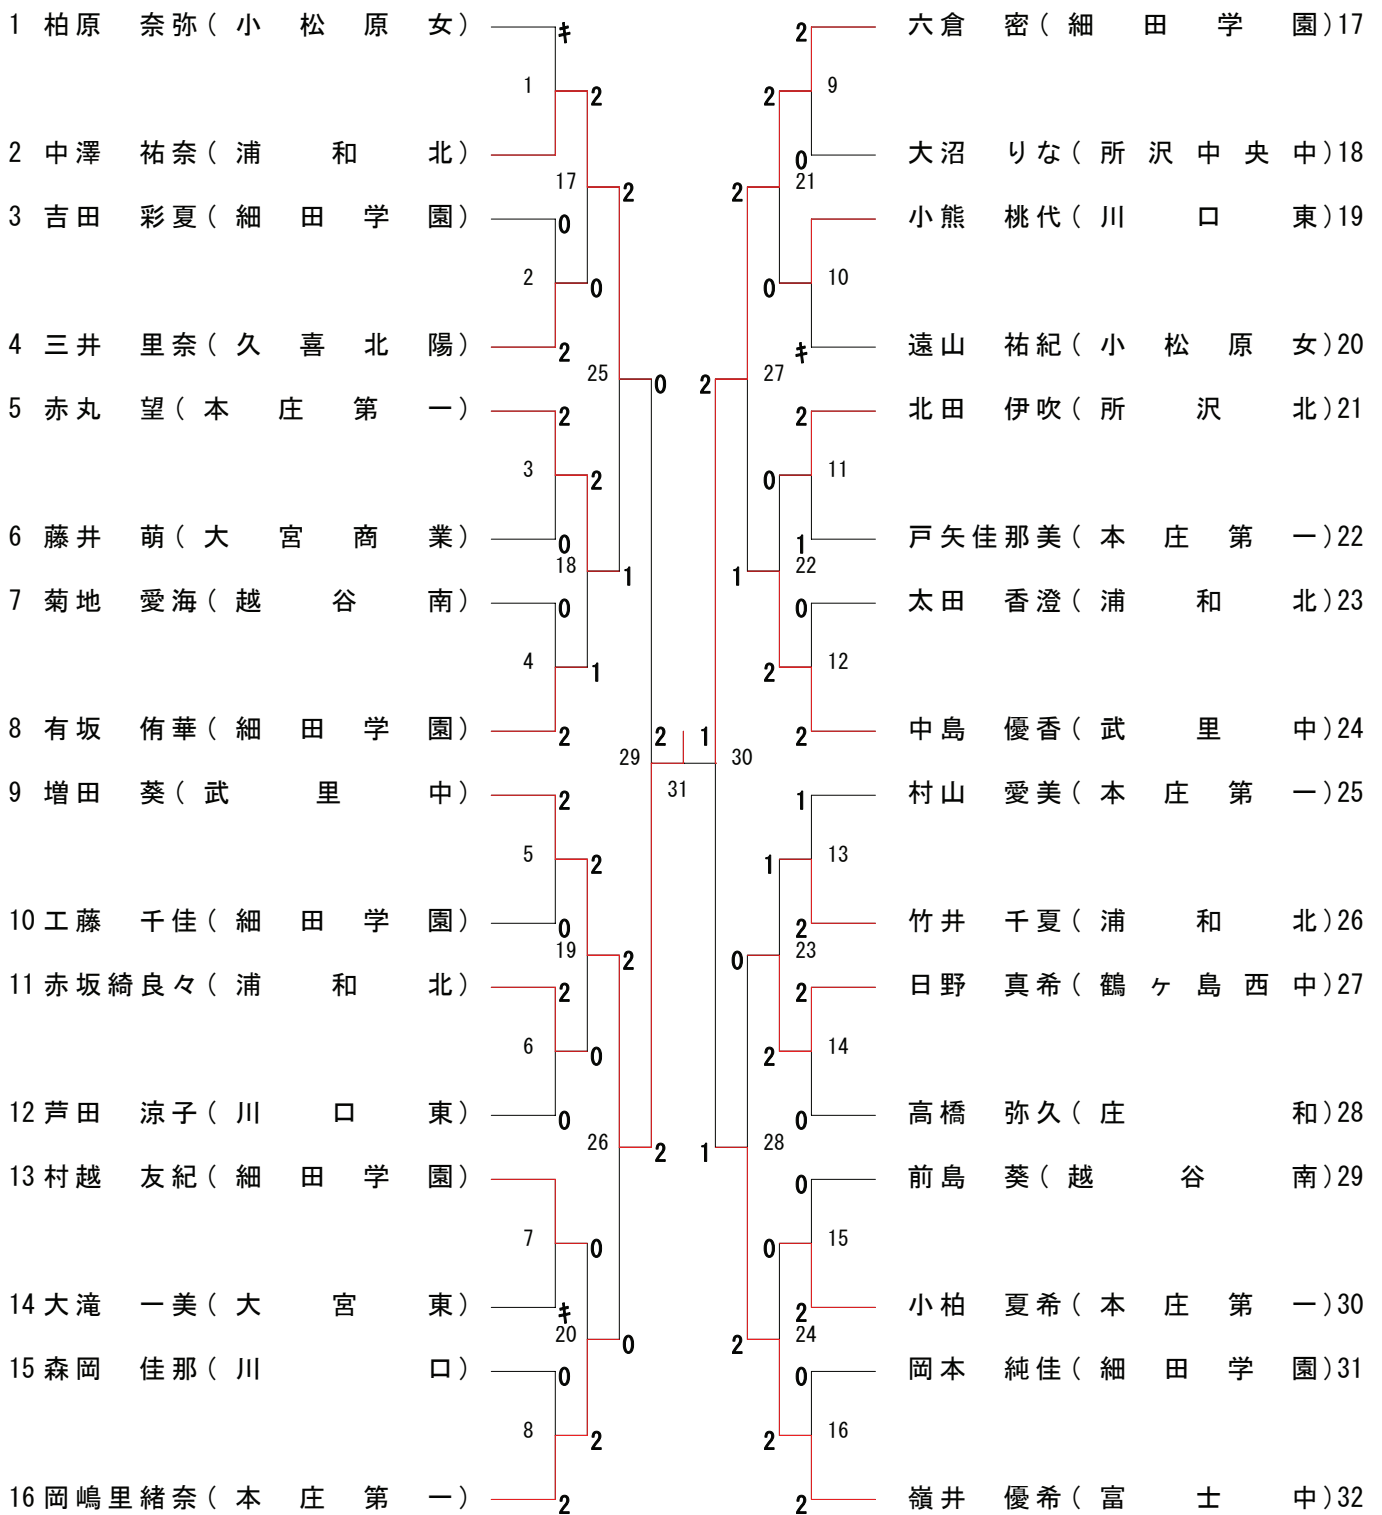 1 柏原 奈弥(小松原女) キ 2 六倉 密(細田学園)17
1 2 2 9
2 中澤 祐奈(浦和北) 0 大沼 りな(所沢中央中)18
17 2 2 21
3 吉田 彩夏(細田学園) 0 小熊 桃代(川口東)19
2 0 0 10
4 三井 里奈(久喜北陽) 2 キ 遠山 祐紀(小松原女)20
25 0 2 27
5 赤丸 望(本庄第一) 2 2 北田 伊吹(所沢北)21
3 2 0 11
6 藤井 萌(大宮商業) 0 1 戸矢佳那美(本庄第一)22
18 1 1 22
7 菊地 愛海(越谷南) 0 0 太田 香澄(浦和北)23
4 1 2 12
8 有坂 侑華(細田学園) 2 2 1 2 中島 優香(武里中)24
29 30
31
9 増田 葵(武里中) 2 1 村山 愛美(本庄第一)25
5 2 1 13
10 工藤 千佳(細田学園) 0 2 竹井 千夏(浦和北)26
19 2 0 23
11 赤坂綺良々(浦和北) 2 2 日野 真希(鶴ヶ島西中)27
6 0 2 14
12 芦田 涼子(川口東) 0 0 高橋 弥久(庄和)28
26 2 1 28
13 村越 友紀(細田学園) 0 前島 葵(越谷南)29
7 0 0 15
14 大滝 一美(大宮東) キ 2 小柏 夏希(本庄第一)30
20 0 2 24
15 森岡 佳那(川口) 0 0 岡本 純佳(細田学園)31
8 2 2 16
16 岡嶋里緒奈(本庄第一) 2 2 嶺井 優希(富士中)32